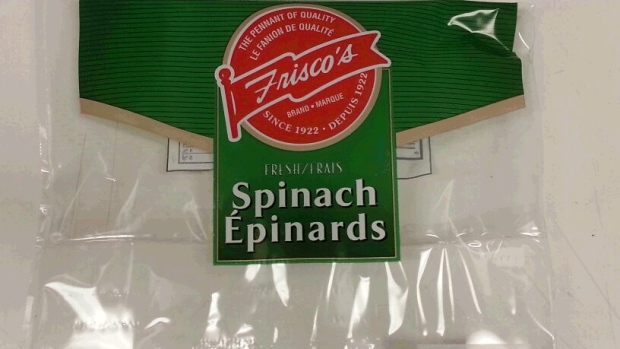 THE PENNANT OF QUALITY
LE FANION DE QUALITÉ
Frisco's
BRAND • MARQUE
SINCE 1922 • DEPUIS 1922
FRESH/FRAIS
Spinach
Épinards